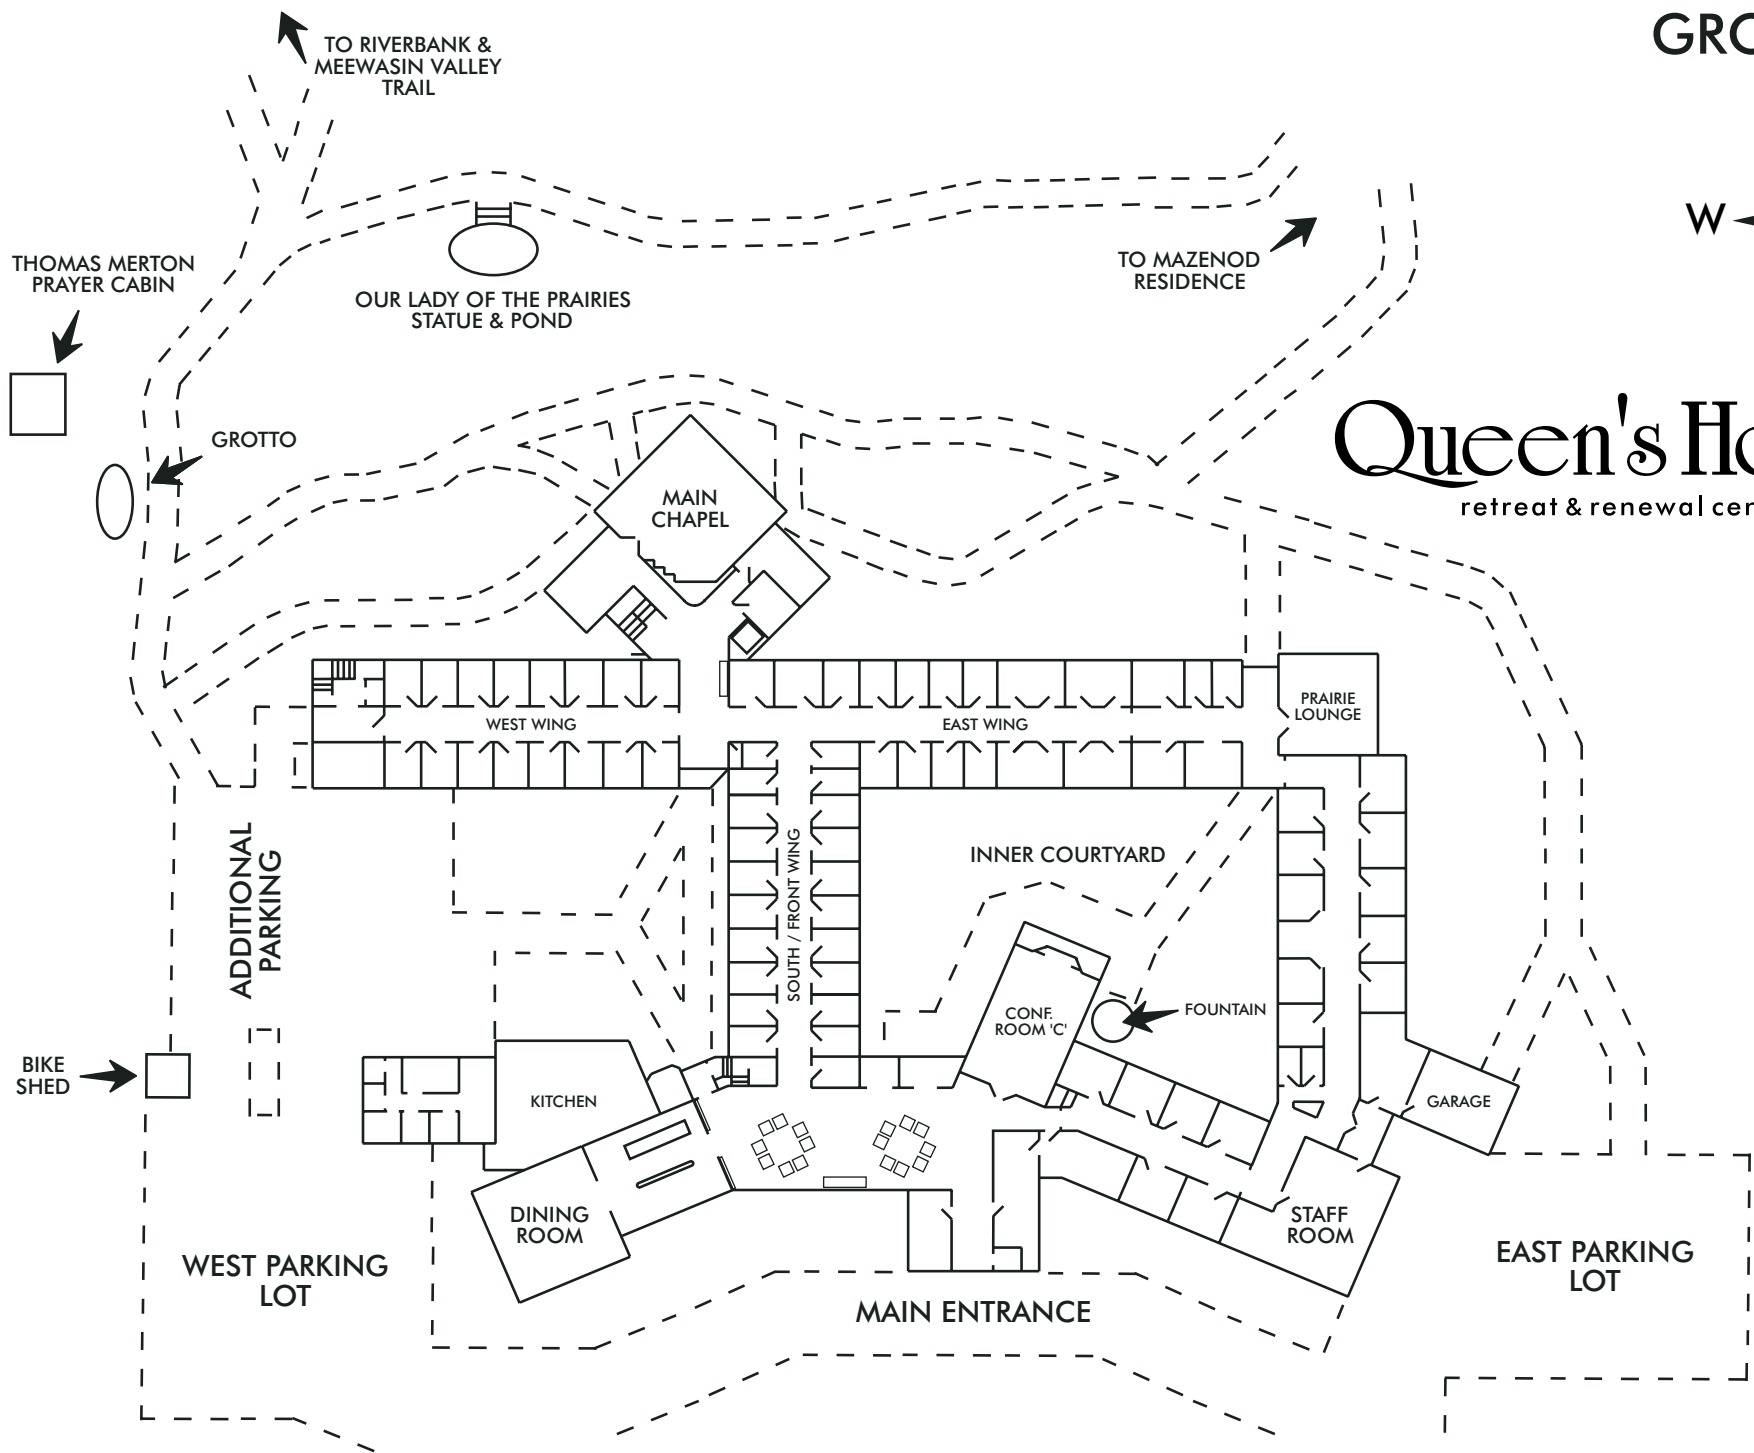 GRO
TO RIVERBANK &
MEEWASIN VALLEY
TRAIL
W
THOMAS MERTON
PRAYER CABIN
TO MAZENOD
RESIDENCE
OUR LADY OF THE PRAIRIES
STATUE & POND
Queen's Ho
retreat & renewal cen
GROTTO
MAIN
CHAPEL
WEST WING
EAST WING
PRAIRIE
LOUNGE
ADDITIONAL
PARKING
SOUTH / FRONT WING
INNER COURTYARD
CONF.
ROOM 'C'
FOUNTAIN
BIKE
SHED
KITCHEN
GARAGE
DINING
ROOM
STAFF
ROOM
WEST PARKING
LOT
EAST PARKING
LOT
MAIN ENTRANCE